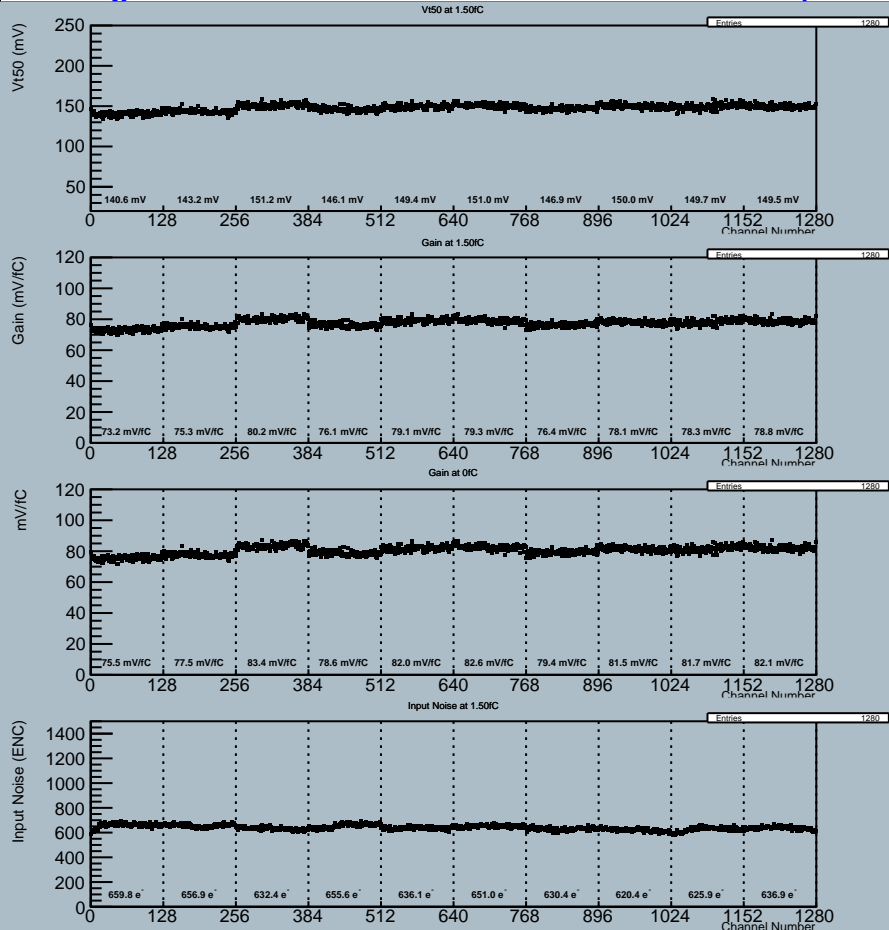 Vt50 at 1.50fC
Entries 1280
Vt50 (mV)
250
200
150
100
50
140.6 mV 143.2 mV 151.2 mV 146.1 mV 149.4 mV 151.0 mV 146.9 mV 150.0 mV 149.7 mV 149.5 mV
0 128 256 384 512 640 768 896 1024 1152 1280
Channel Number
Gain at 1.50fC
Entries 1280
Gain (mV/fC)
120
100
80
60
40
20
0
73.2 mV/fC 75.3 mV/fC 80.2 mV/fC 76.1 mV/fC 79.1 mV/fC 79.3 mV/fC 76.4 mV/fC 78.1 mV/fC 78.3 mV/fC 78.8 mV/fC
0 128 256 384 512 640 768 896 1024 1152 1280
Channel Number
Gain at 0fC
Entries 1280
mV/fC
120
100
80
60
40
20
0
75.5 mV/fC 77.5 mV/fC 83.4 mV/fC 78.6 mV/fC 82.0 mV/fC 82.6 mV/fC 79.4 mV/fC 81.5 mV/fC 81.7 mV/fC 82.1 mV/fC
0 128 256 384 512 640 768 896 1024 1152 1280
Channel Number
Input Noise at 1.50fC
Entries 1280
Input Noise (ENC)
1400
1200
1000
800
600
400
200
0
659.8 e⁻ 656.9 e⁻ 632.4 e⁻ 655.6 e⁻ 636.1 e⁻ 651.0 e⁻ 630.4 e⁻ 620.4 e⁻ 625.9 e⁻ 636.9 e⁻
0 128 256 384 512 640 768 896 1024 1152 1280
Channel Number